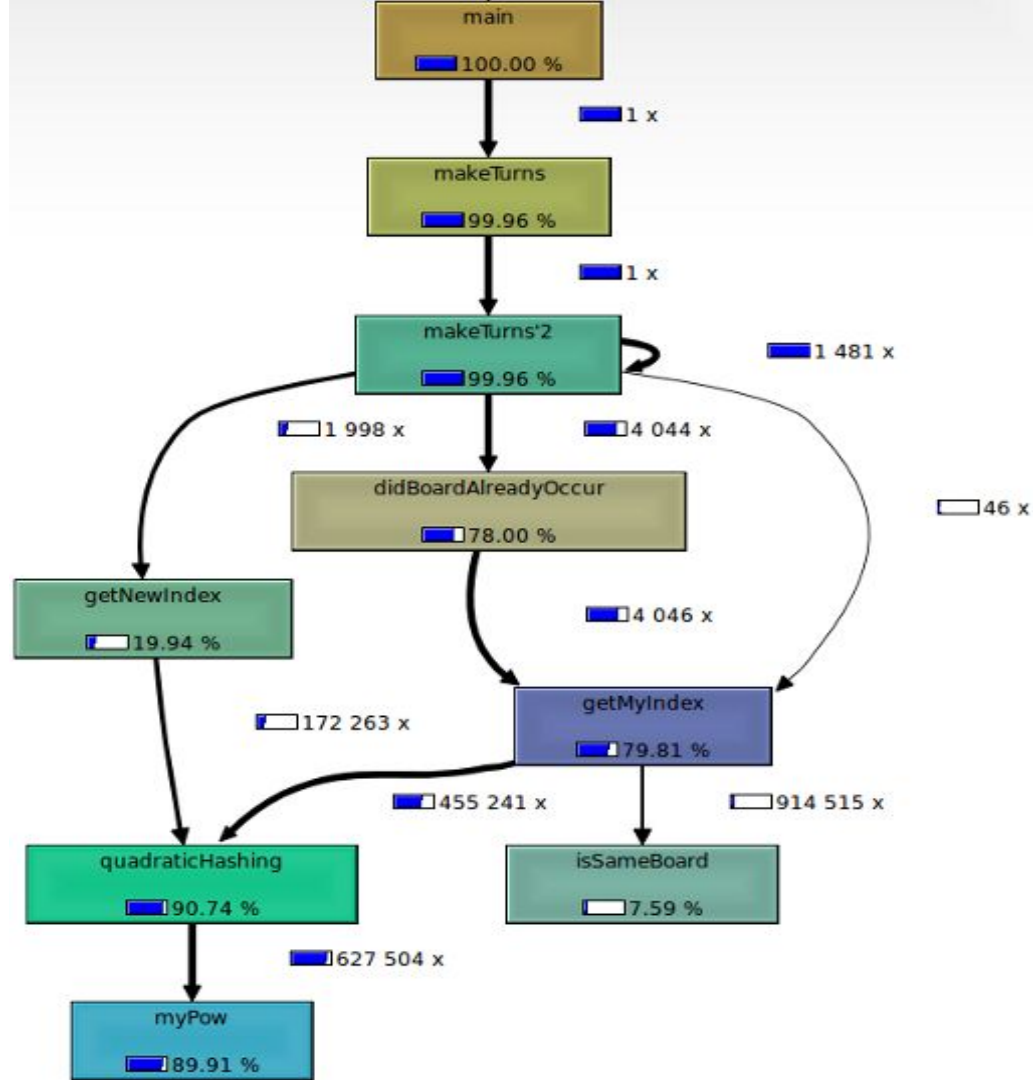 main
100.00 %
1 x
makeTurns
99.96 %
1 x
makeTurns'2
99.96 %
1 481 x
1 998 x
4 044 x
didBoardAlreadyOccur
78.00 %
46 x
getNewIndex
19.94 %
4 046 x
getMyIndex
79.81 %
172 263 x
455 241 x
914 515 x
quadraticHashing
90.74 %
isSameBoard
7.59 %
627 504 x
myPow
89.91 %